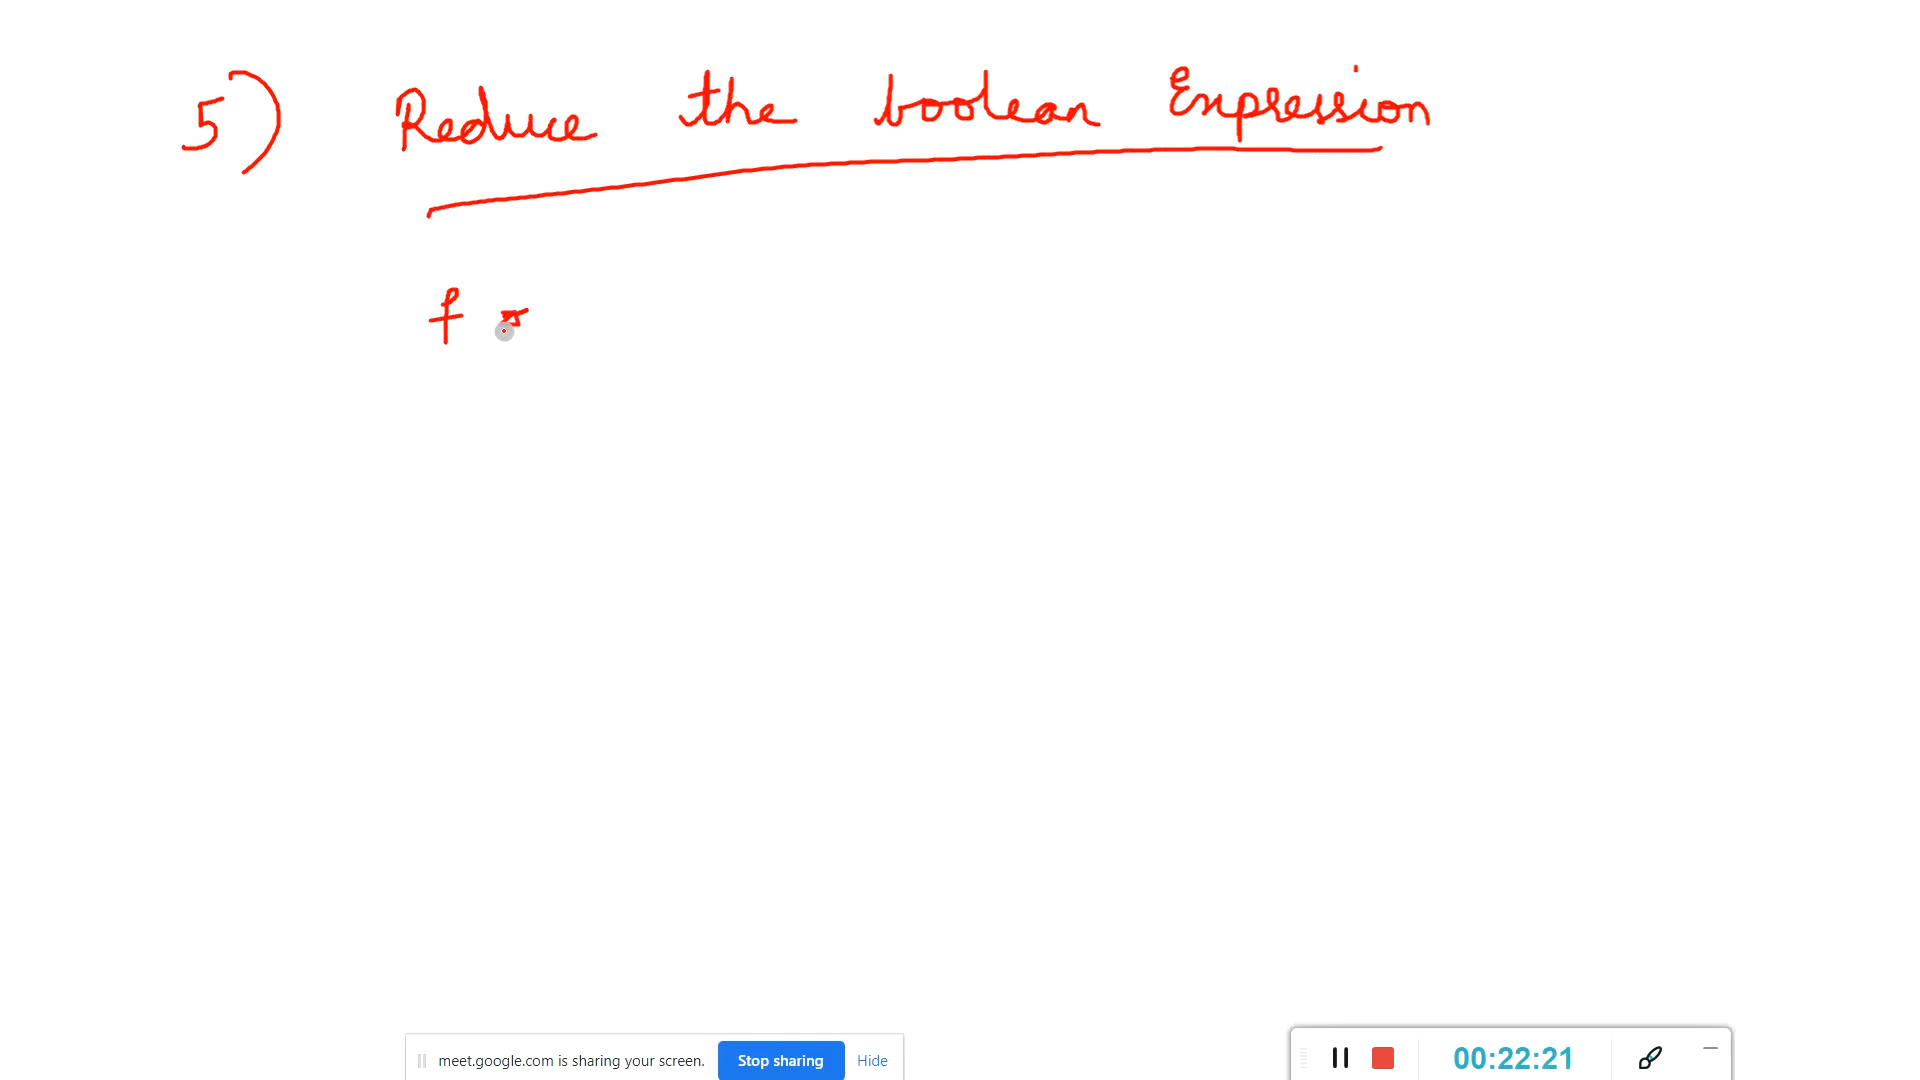 5) Reduce the boolean Expression
f =
meet.google.com is sharing your screen. Stop sharing Hide
00:22:21